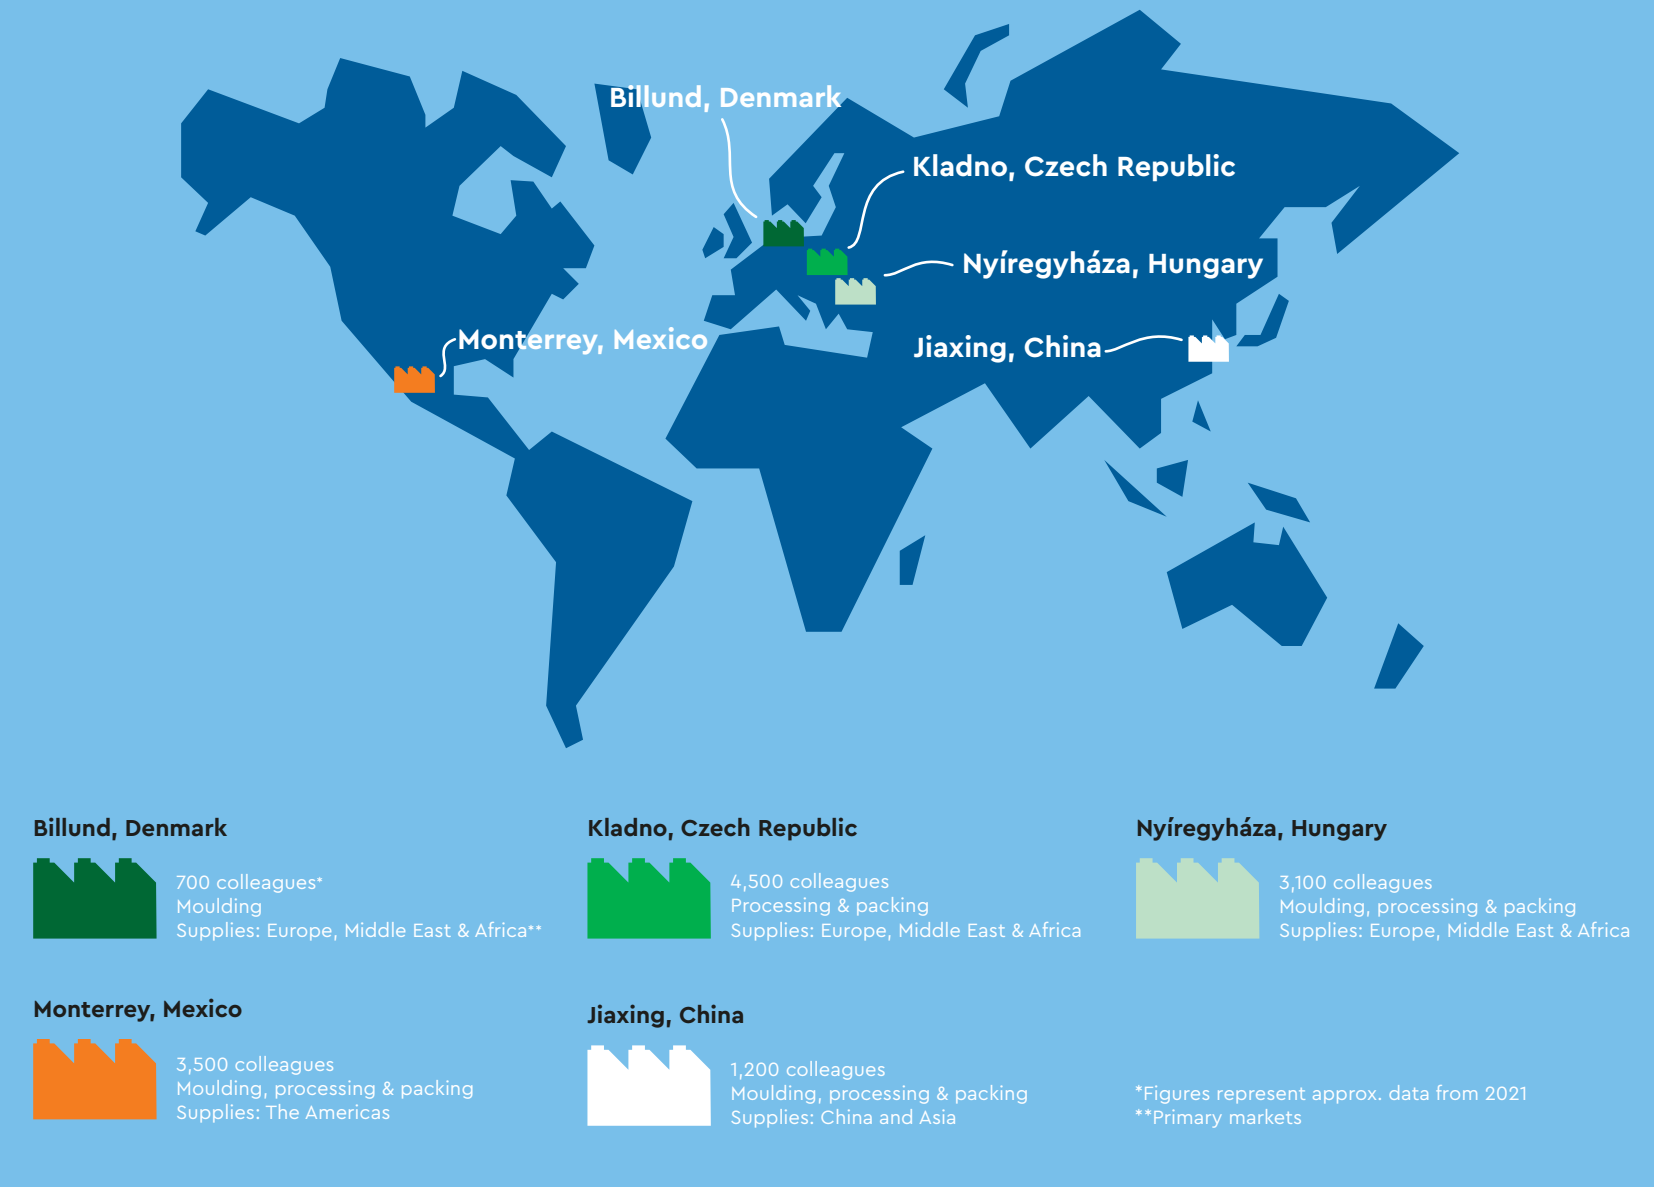 Billund, Denmark
Kladno, Czech Republic
Nyíregyháza, Hungary
Monterrey, Mexico
Jiaxing, China
Billund, Denmark
700 colleagues*
Moulding
Supplies: Europe, Middle East & Africa**
Kladno, Czech Republic
4,500 colleagues
Processing & packing
Supplies: Europe, Middle East & Africa
Nyíregyháza, Hungary
3,100 colleagues
Moulding, processing & packing
Supplies: Europe, Middle East & Africa
Monterrey, Mexico
3,500 colleagues
Moulding, processing & packing
Supplies: The Americas
Jiaxing, China
1,200 colleagues
Moulding, processing & packing
Supplies: China and Asia
*Figures represent approx. data from 2021
**Primary markets